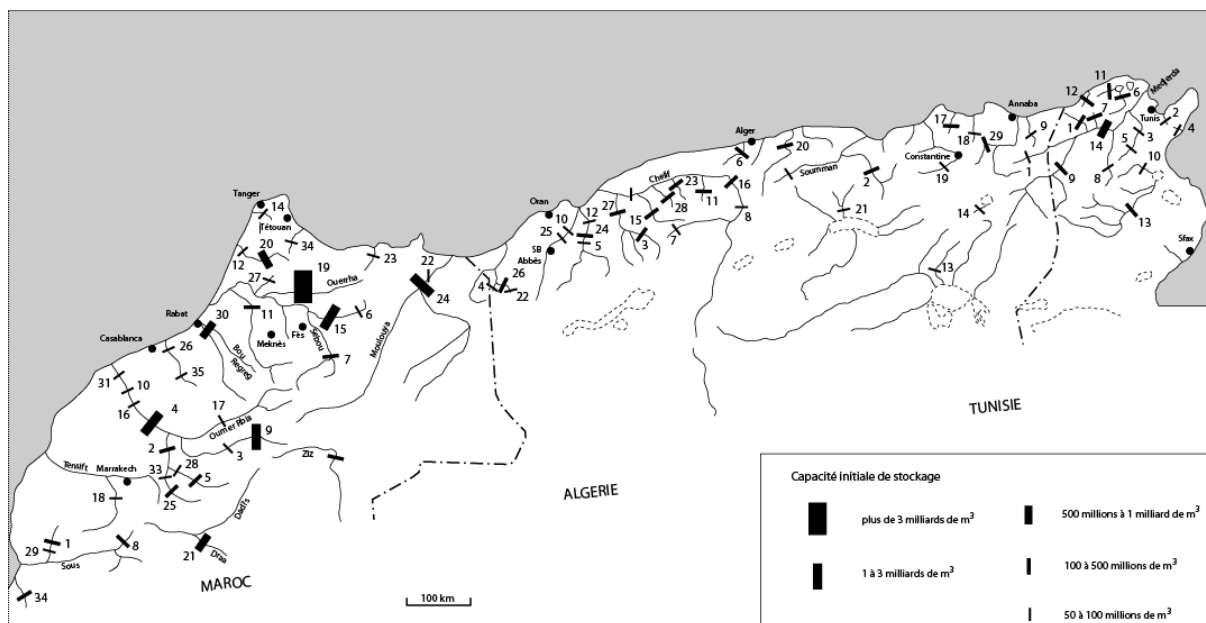 11
12
6
Medjerda
7
Annaba
2
Tunis
17
1
Alger
9
3
4
20
18
29
14
5
6
Constantine
10
Soumman
1
9
8
Chelif
23
16
2
19
Tanger
Oran
10
12
27
15
28
11
8
21
14
13
14
Tétouan
25
24
7
Sfax
34
SB
Abbès
5
3
20
12
23
22
26
13
27
19
Ouerrha
4
22
24
Rabat
30
11
15
6
Fès
Meknès
Sebou
Moulouya
Casablanca
26
Bou
Regreg
7
31
10
35
16
4
17
TUNISIE
Oumer Rbia
9
2
3
Ziz
Tensift
Marrakech
28
33
5
18
25
ALGERIE
1
8
29
21
Draa
Sous
MAROC
34
100 km
Capacité initiale de stockage
plus de 3 milliards de m³
500 millions à 1 milliard de m³
1 à 3 milliards de m³
100 à 500 millions de m³
50 à 100 millions de m³